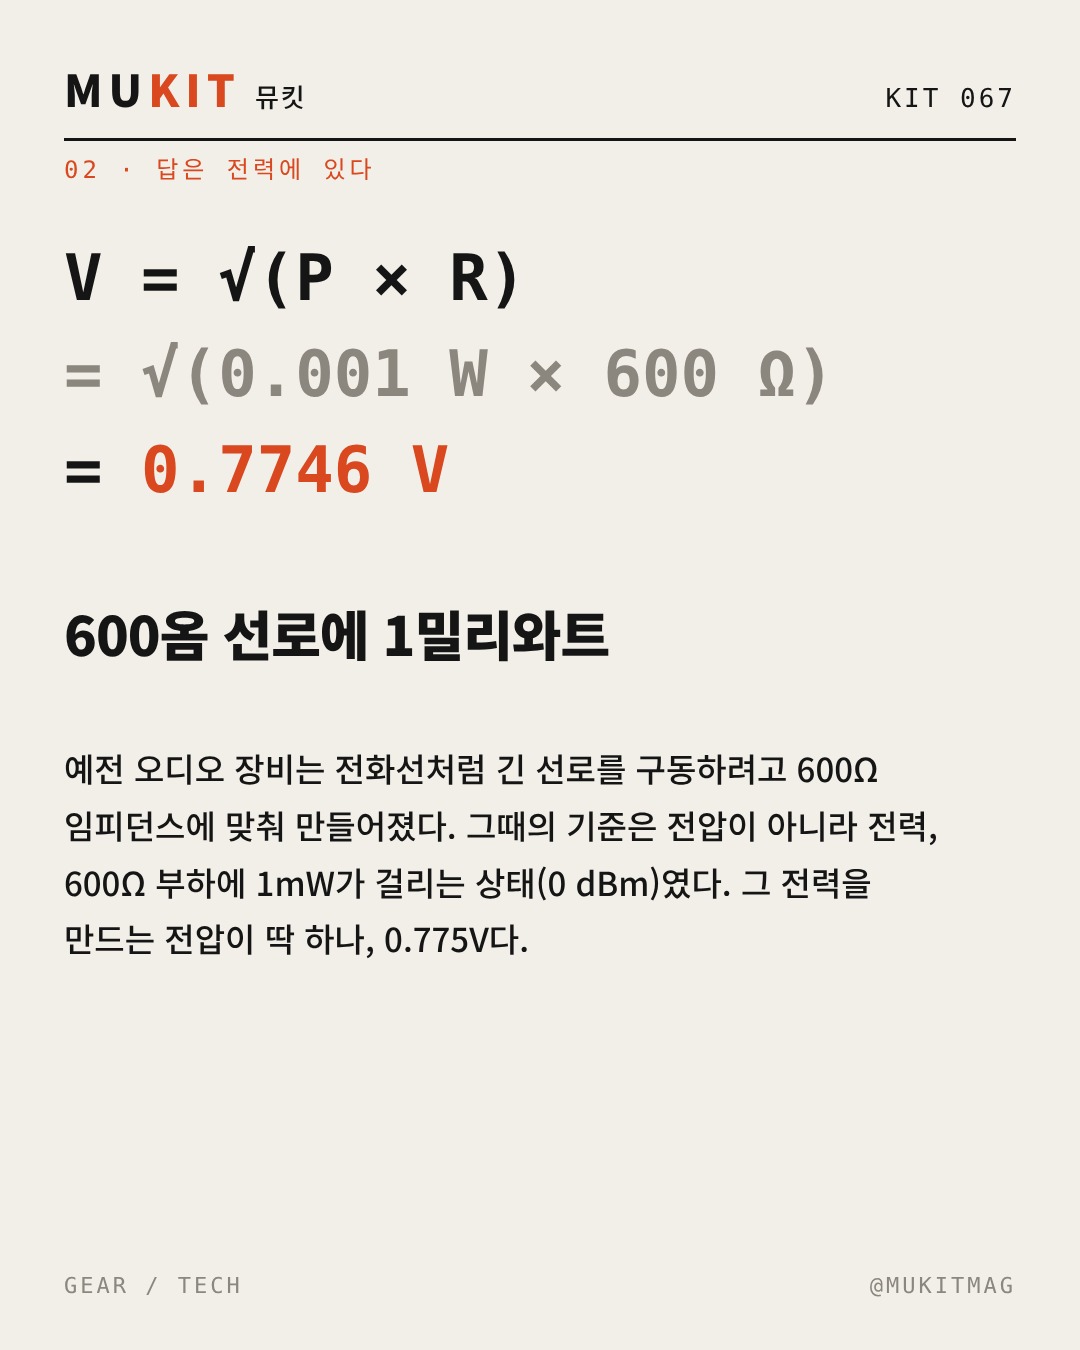 MUKIT 뮤킷
KIT 067
02 · 답은 전력에 있다
V = √(P × R)
= √(0.001 W × 600 Ω)
= 0.7746 V
600옴 선로에 1밀리와트
예전 오디오 장비는 전화선처럼 긴 선로를 구동하려고 600Ω
임피던스에 맞춰 만들어졌다. 그때의 기준은 전압이 아니라 전력,
600Ω 부하에 1mW가 걸리는 상태(0 dBm)였다. 그 전력을
만드는 전압이 딱 하나, 0.775V다.
GEAR / TECH
@MUKITMAG